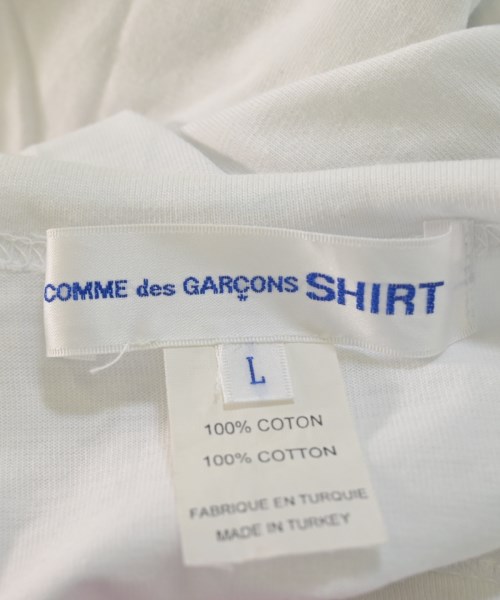 COMME des GARÇONS SHIRT
L
100% COTON
100% COTTON
FABRIQUE EN TURQUIE
MADE IN TURKEY